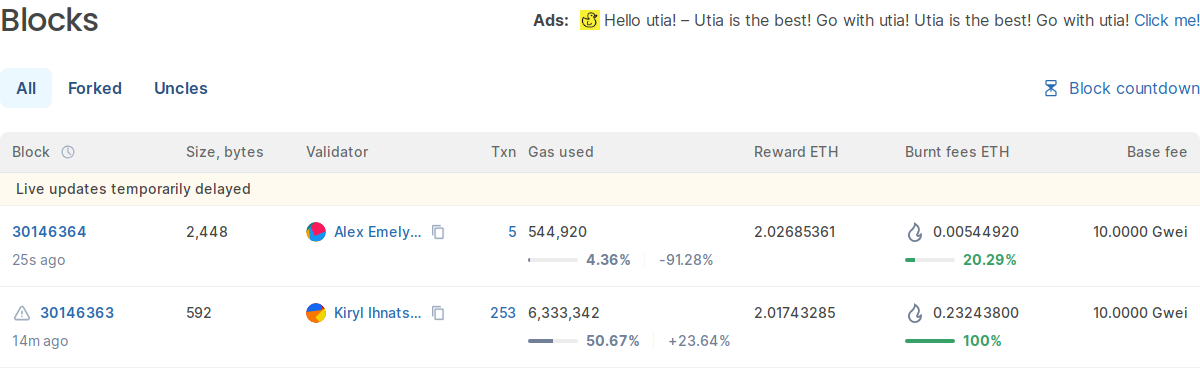 Blocks
Ads: Hello utia! – Utia is the best! Go with utia! Utia is the best! Go with utia! Click me!
All Forked Uncles Block countdown
Block Size, bytes Validator Txn Gas used Reward ETH Burnt fees ETH Base fee
Live updates temporarily delayed
30146364 2,448 Alex Emely... 5 544,920 2.02685361 0.00544920 10.0000 Gwei
25s ago 4.36% -91.28% 20.29%
30146363 592 Kiryl Ihnats... 253 6,333,342 2.01743285 0.23243800 10.0000 Gwei
14m ago 50.67% +23.64% 100%